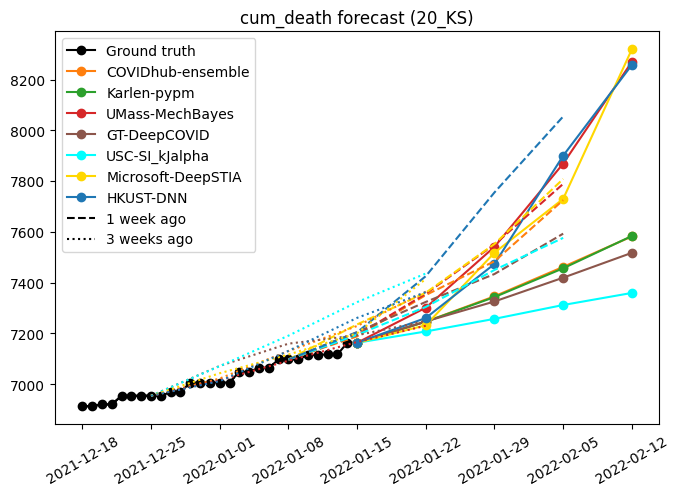 cum_death forecast (20_KS)
Ground truth
COVIDhub-ensemble
Karlen-pypm
UMass-MechBayes
GT-DeepCOVID
USC-SI_kJalpha
Microsoft-DeepSTIA
HKUST-DNN
1 week ago
3 weeks ago
8200
8000
7800
7600
7400
7200
7000
2021-12-18
2021-12-25
2022-01-01
2022-01-08
2022-01-15
2022-01-22
2022-01-29
2022-02-05
2022-02-12